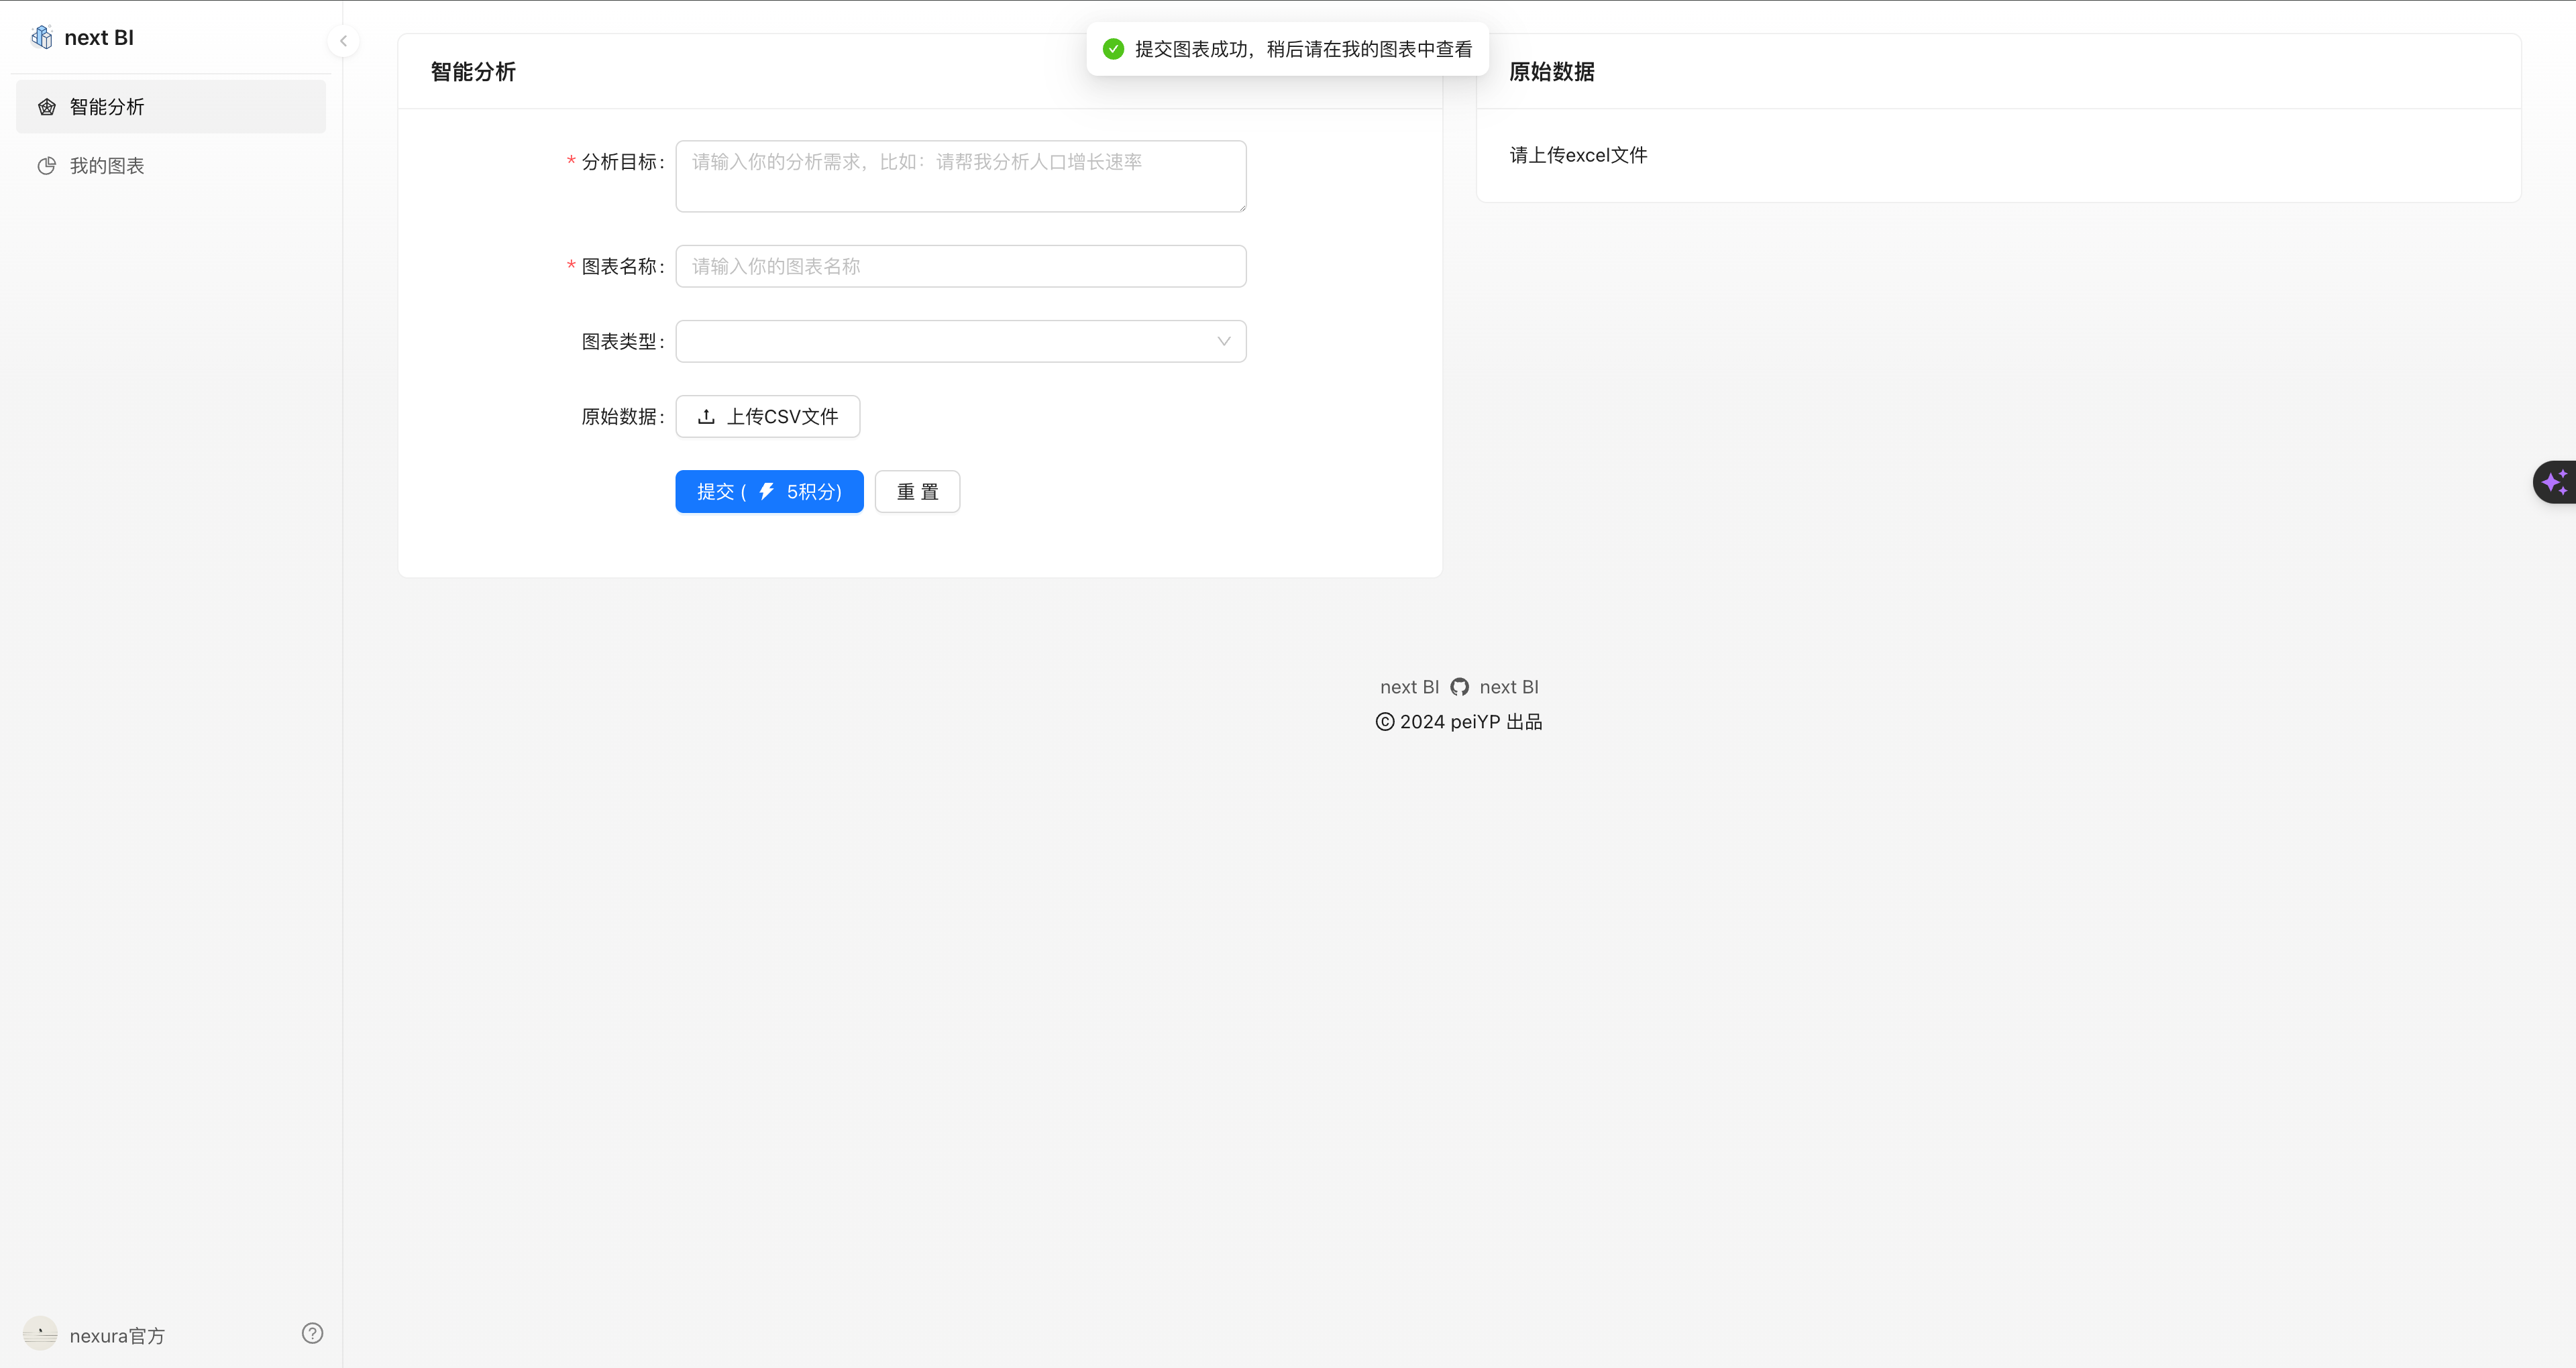 next BI
智能分析
我的图表
提交图表成功，稍后请在我的图表中查看
智能分析
* 分析目标：
请输入你的分析需求，比如：请帮我分析人口增长速率
* 图表名称：
请输入你的图表名称
图表类型：
原始数据：
上传CSV文件
提交 ( 5积分)
重 置
原始数据
请上传excel文件
next BI next BI
© 2024 peiYP 出品
nexura官方